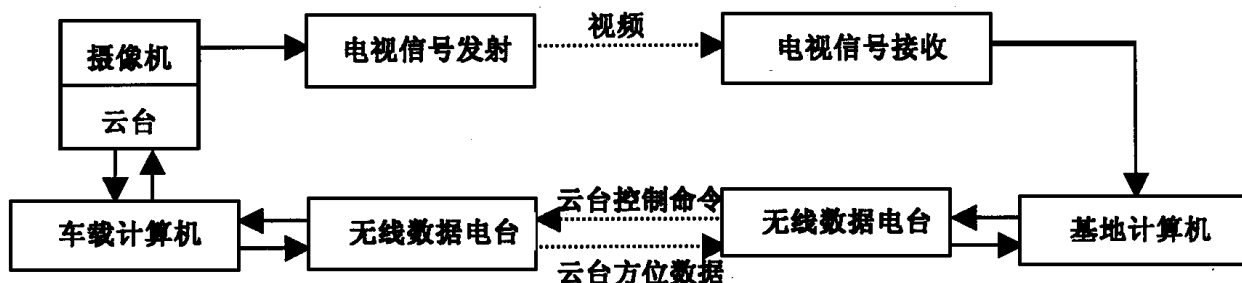 摄像机
电视信号发射
视频
电视信号接收
云台
云台控制命令
车载计算机
无线数据电台
无线数据电台
基地计算机
云台方位数据